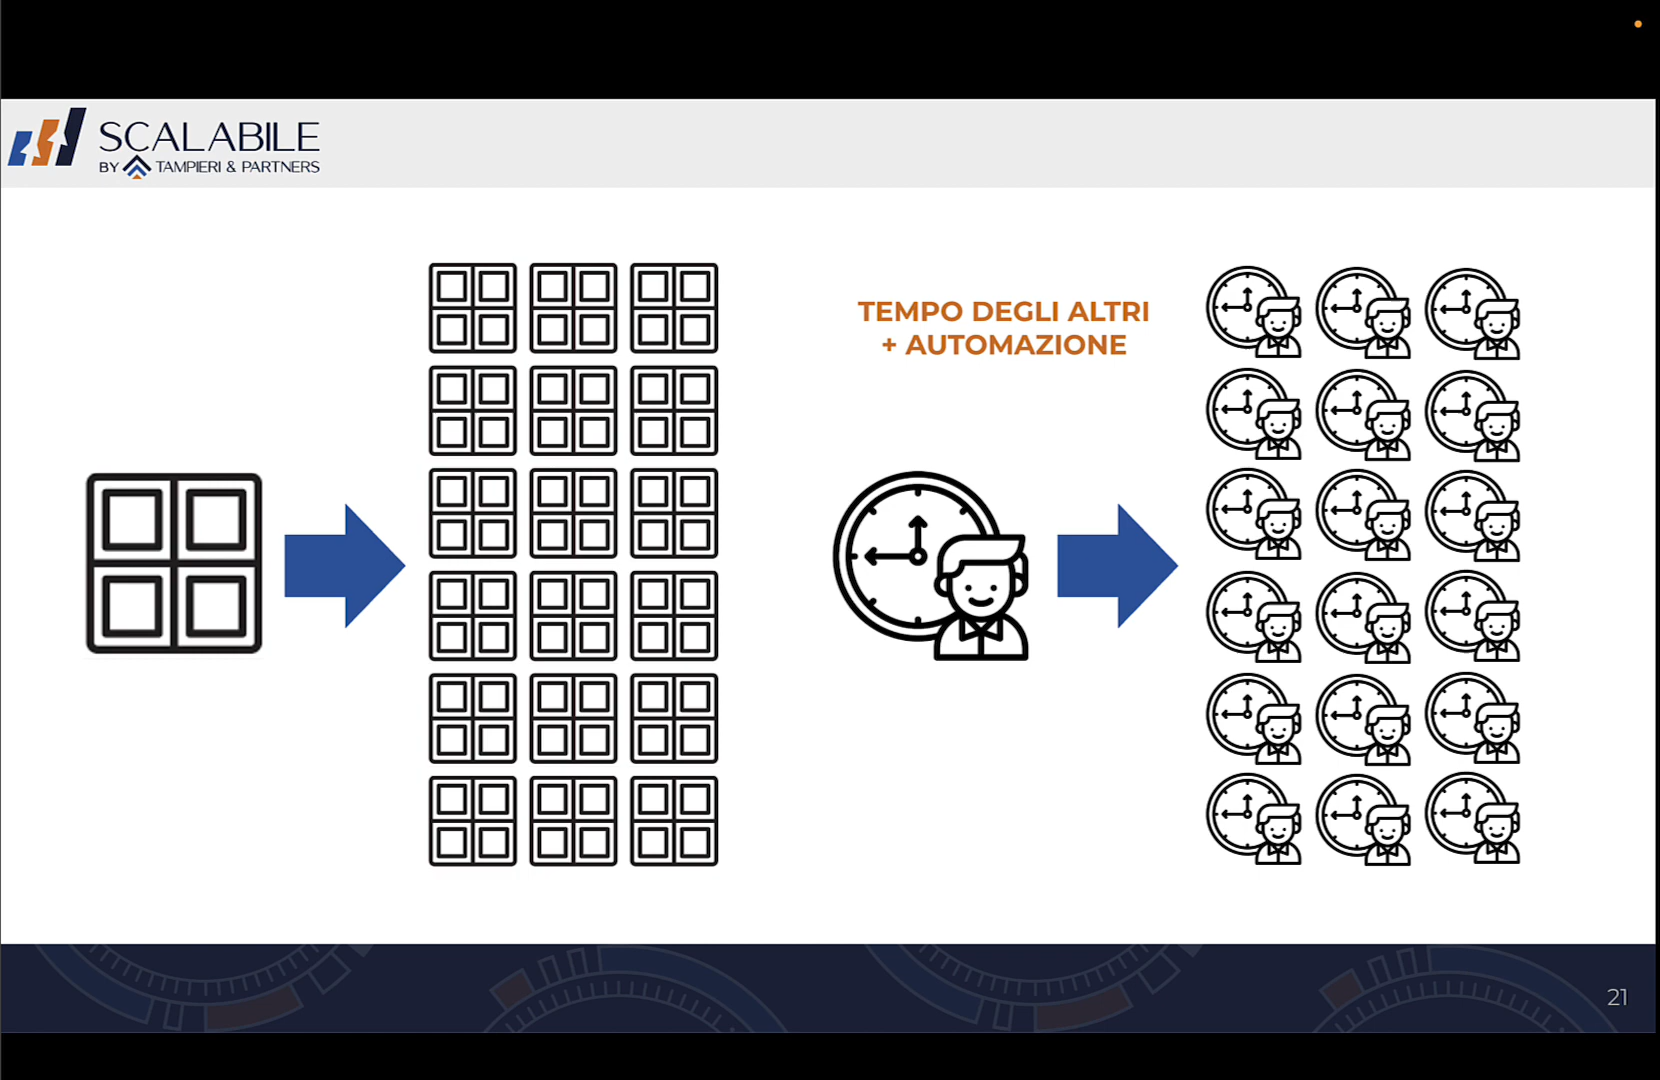 SCALABILE
BY TAMPIERI & PARTNERS
TEMPO DEGLI ALTRI
+ AUTOMAZIONE
21